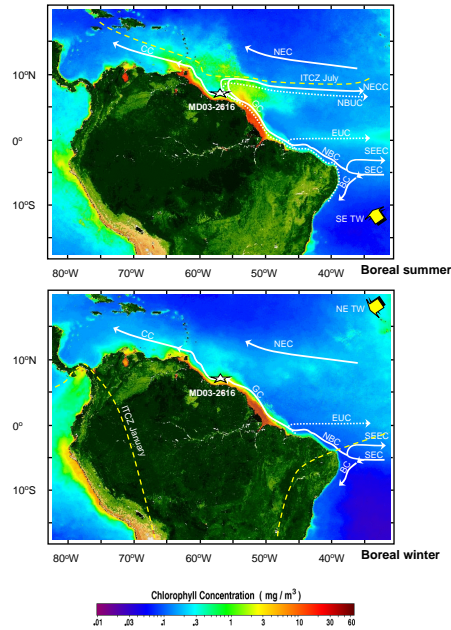 CC
NEC
ITCZ July
10°N
NECC
NBUC
MD03-2616
GC
EUC
0°
NBC
SEEC
SEC
BC
10°S
SE TW
80°W 70°W 60°W 50°W 40°W Boreal summer
NE TW
CC
NEC
10°N
GC
MD03-2616
ITCZ January
EUC
0°
NBC
SEEC
SEC
BC
10°S
80°W 70°W 60°W 50°W 40°W Boreal winter
Chlorophyll Concentration ( mg / m³ )
.01 .03 .1 .3 1 3 10 30 60